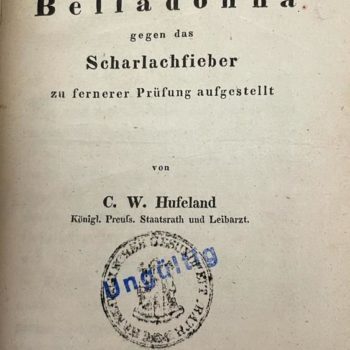 Belladonna
gegen das
Scharlachfieber
zu fernerer Prüfung aufgestellt
von
C. W. Hufeland
Königl. Preuſs. Staatsrath und Leibarzt.
Ungültig